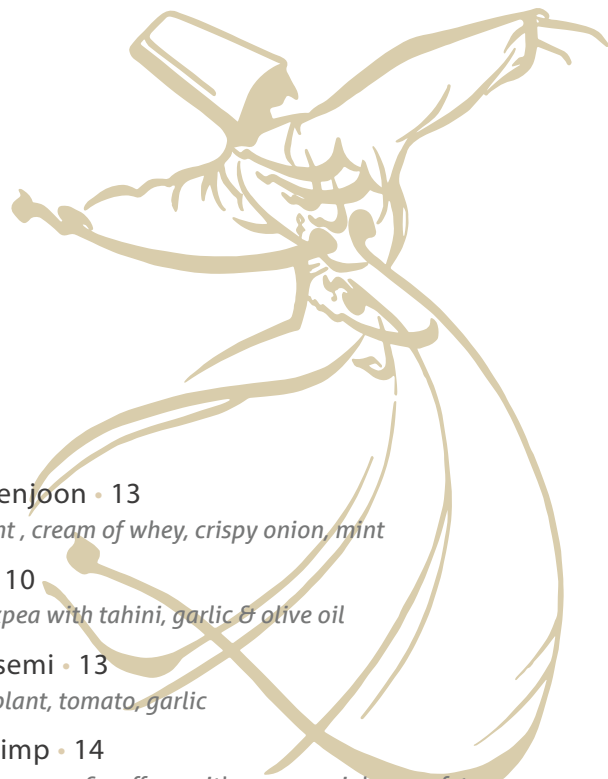 enjoon • 13
nt , cream of whey, crispy onion, mint
10
pea with tahini, garlic & olive oil
semi • 13
plant, tomato, garlic
imp • 14